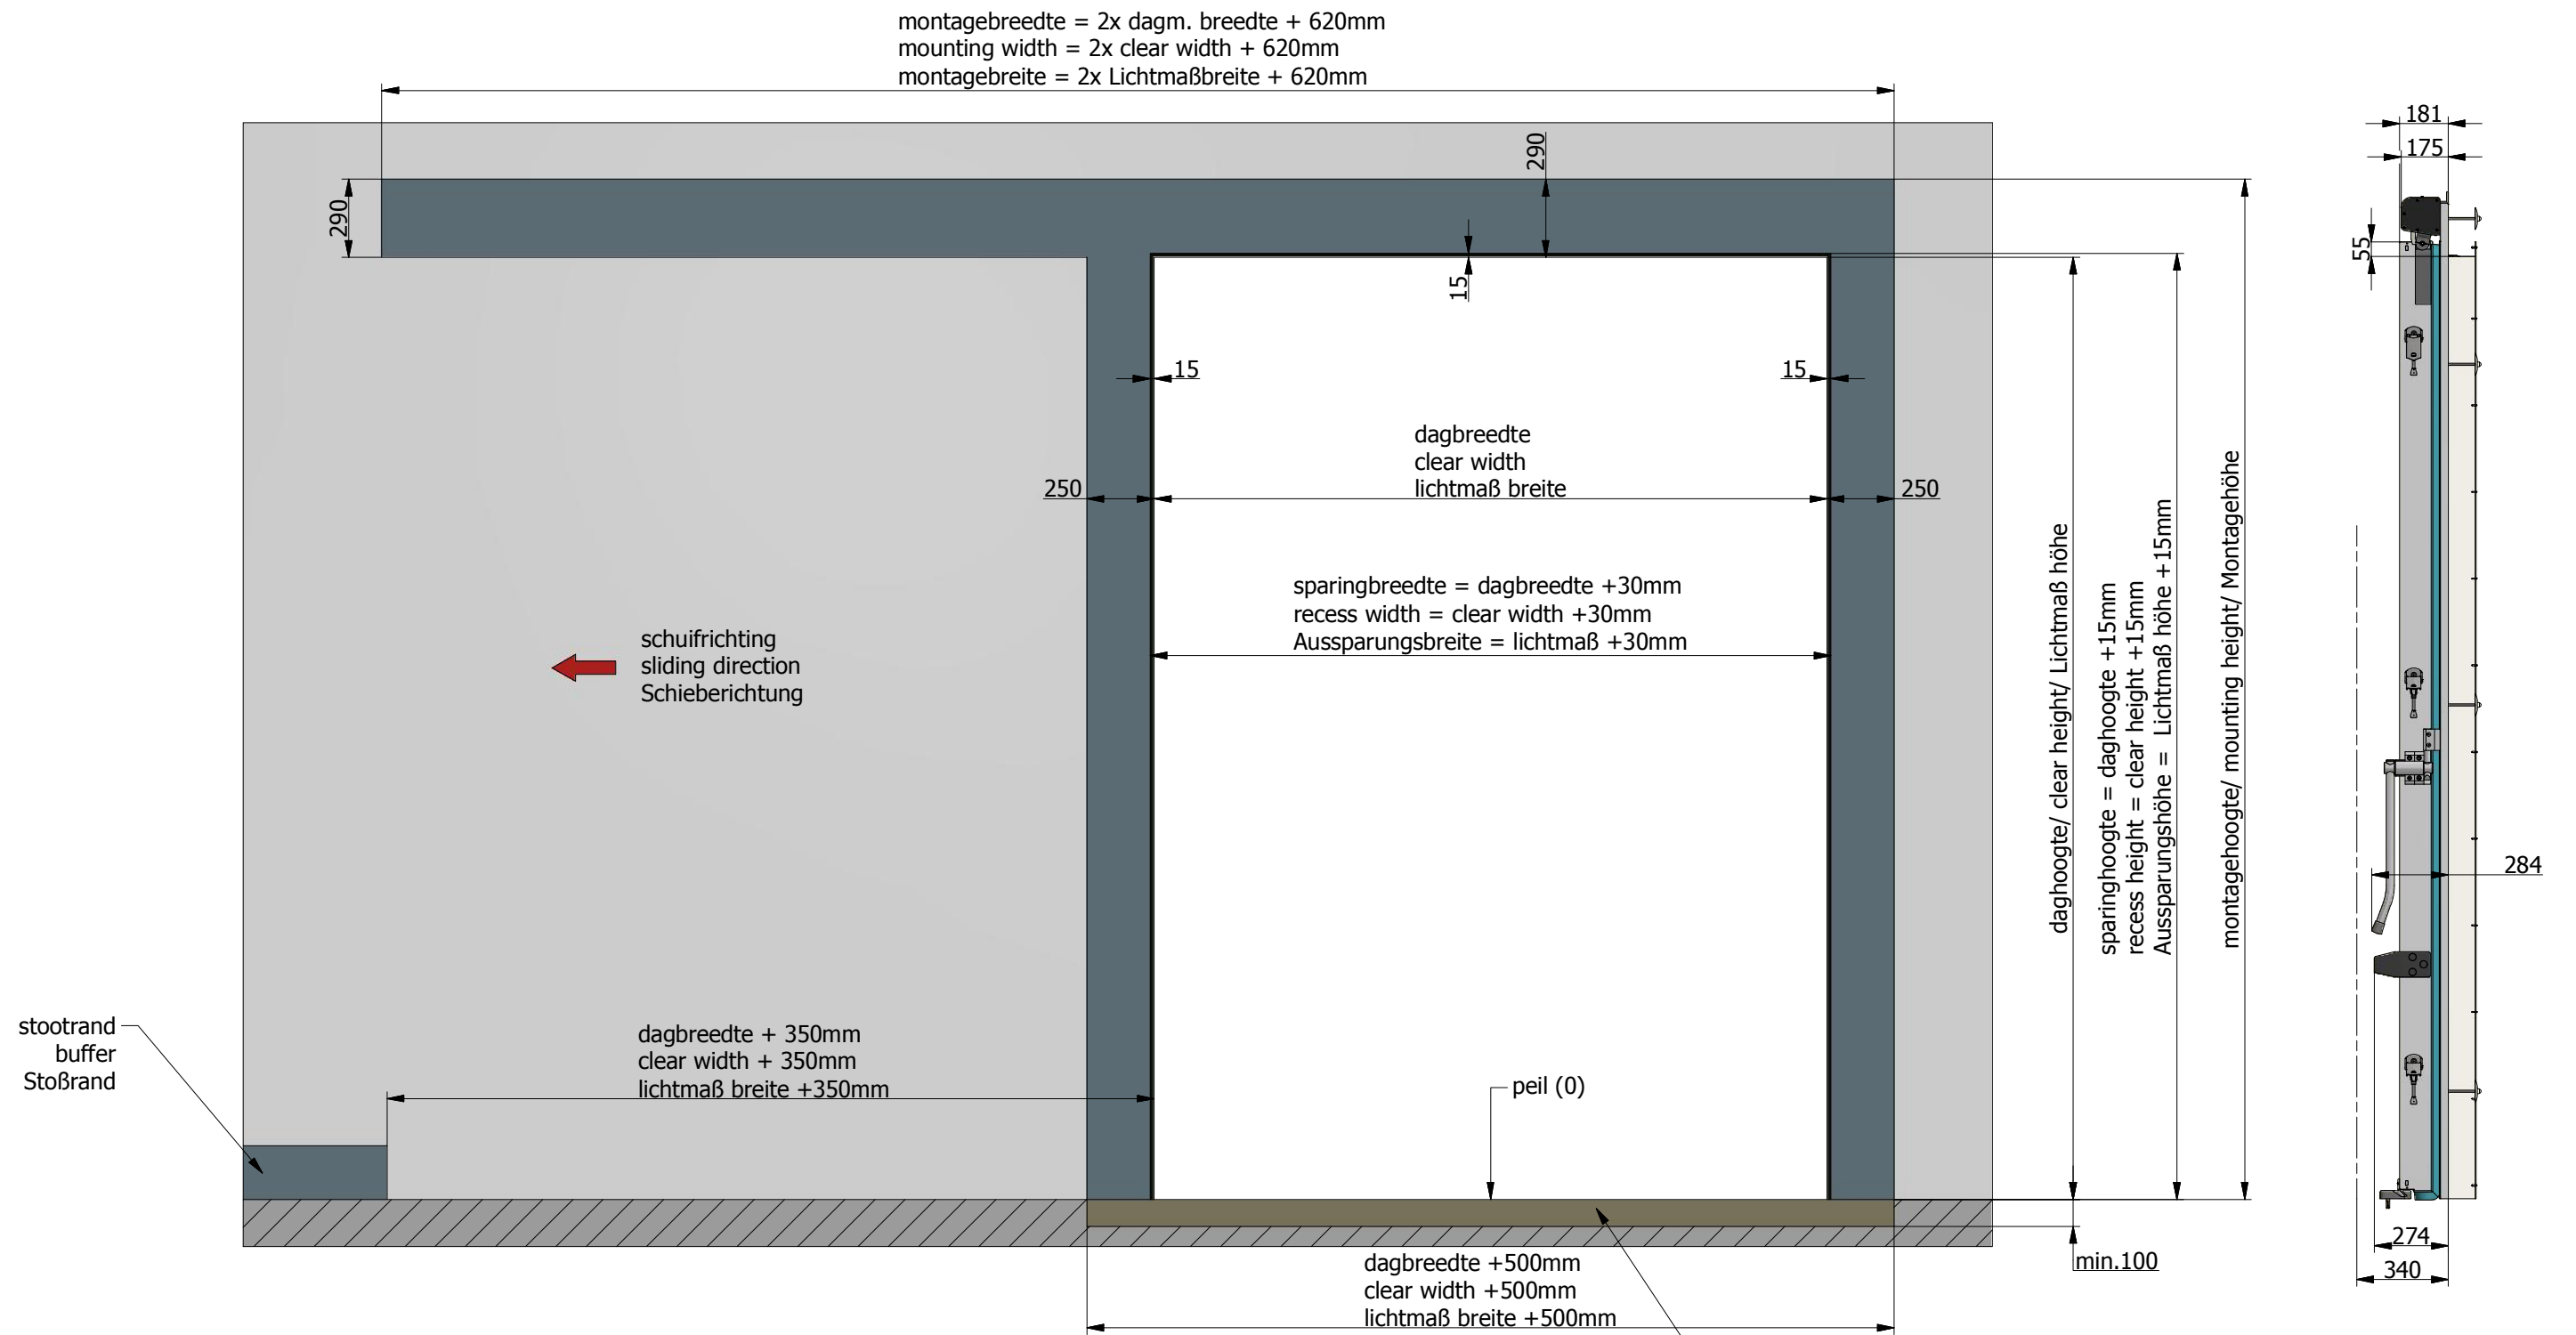 montagebreedte = 2x dagm. breedte + 620mm
mounting width = 2x clear width + 620mm
montagebreite = 2x Lichtmaßbreite + 620mm
181
175
290
290
55
15
15
15
dagbreedte
clear width
lichtmaß breite
250
250
sparingbreedte = dagbreedte +30mm
recess width = clear width +30mm
Aussparungsbreite = lichtmaß +30mm
schuifrichting
sliding direction
Schieberichtung
daghoogte/ clear height/ Lichtmaß höhe
sparinghoogte = daghoogte +15mm
recess height = clear height +15mm
Aussparungshöhe = Lichtmaß höhe +15mm
montagehoogte/ mounting height/ Montagehöhe
284
stootrand
buffer
Stoßrand
dagbreedte + 350mm
clear width + 350mm
lichtmaß breite +350mm
peil (0)
274
min.100
340
dagbreedte +500mm
clear width +500mm
lichtmaß breite +500mm